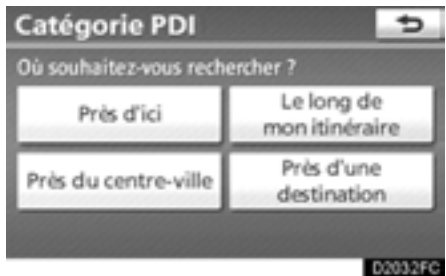 Catégorie PDI
Où souhaitez-vous rechercher ?
Près d'ici
Le long de
mon itinéraire
Près du centre-ville
Près d'une
destination
D2032FC